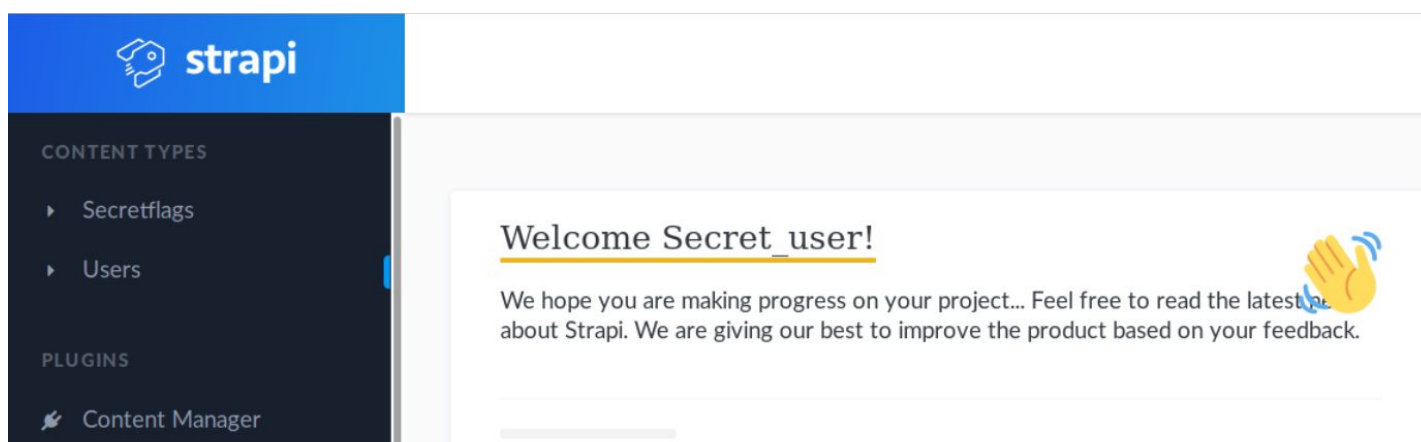 strapi
CONTENT TYPES
Secretflags
Users
PLUGINS
Content Manager
Welcome Secret_user!
We hope you are making progress on your project... Feel free to read the latest
about Strapi. We are giving our best to improve the product based on your feedback.